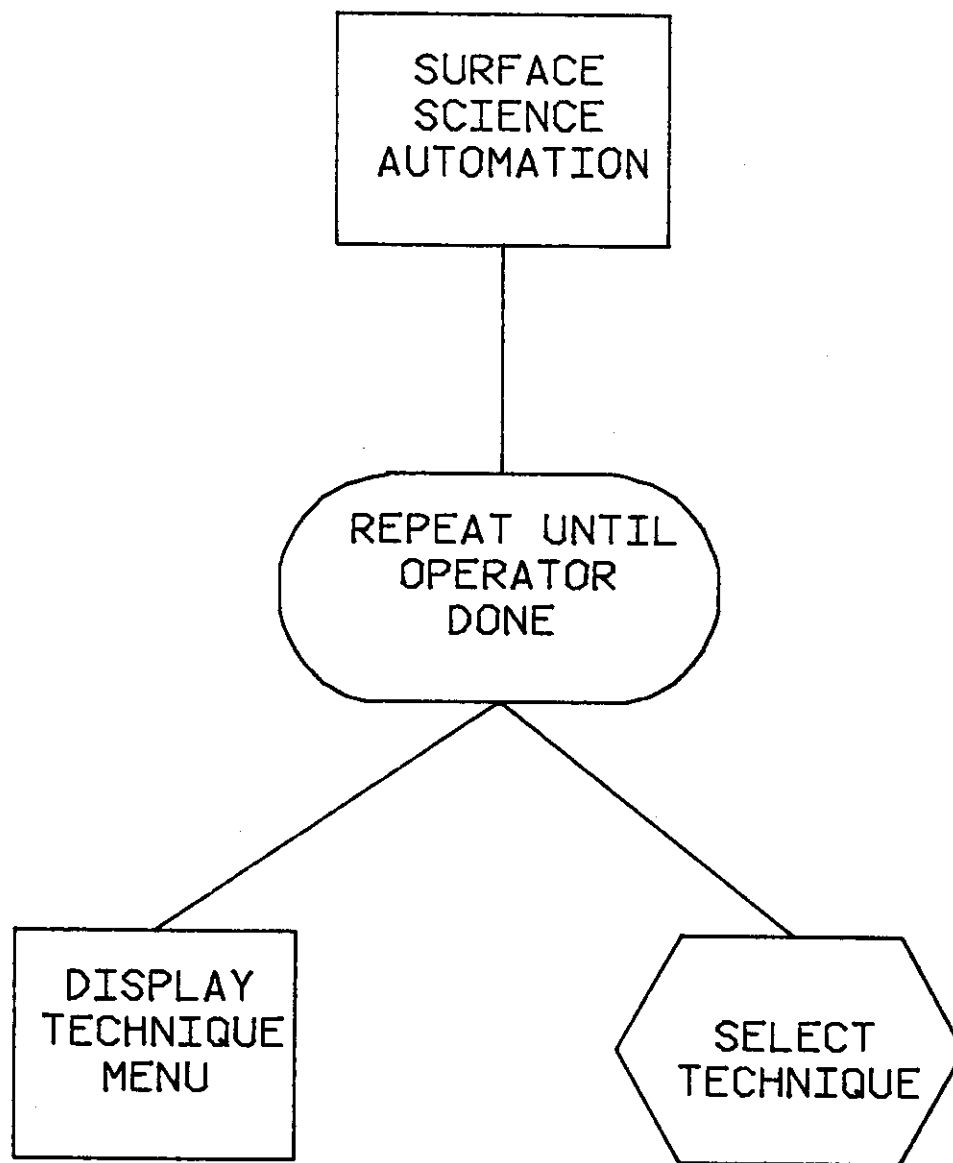 SURFACE
SCIENCE
AUTOMATION
REPEAT UNTIL
OPERATOR
DONE
DISPLAY
TECHNIQUE
MENU
SELECT
TECHNIQUE